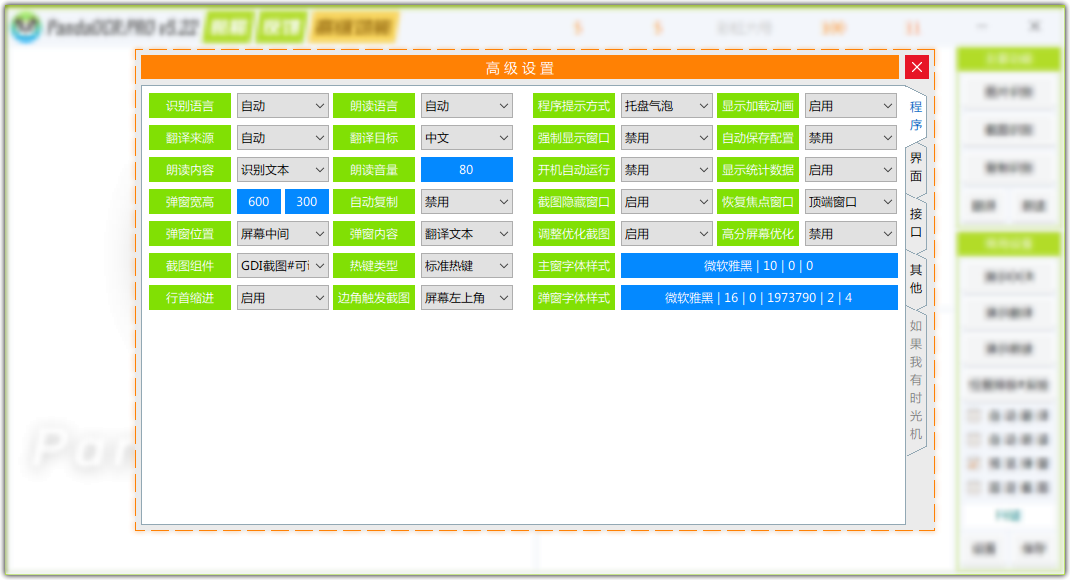 PandaOCR.PRO v5.22
高级设置
识别语言 自动 朗读语言 自动 程序提示方式 托盘气泡 显示加载动画 启用
翻译来源 自动 翻译目标 中文 强制显示窗口 禁用 自动保存配置 禁用
朗读内容 识别文本 朗读音量 80 开机自动运行 禁用 显示统计数据 启用
弹窗宽高 600 300 自动复制 禁用 截图隐藏窗口 启用 恢复焦点窗口 顶端窗口
弹窗位置 屏幕中间 弹窗内容 翻译文本 调整优化截图 启用 高分屏幕优化 禁用
截图组件 GDI截图#可 热键类型 标准热键 主窗字体样式 微软雅黑 | 10 | 0 | 0
行首缩进 启用 边角触发截图 屏幕左上角 弹窗字体样式 微软雅黑 | 16 | 0 | 1973790 | 2 | 4
程序
界面
接口
其他
如果我有时光机